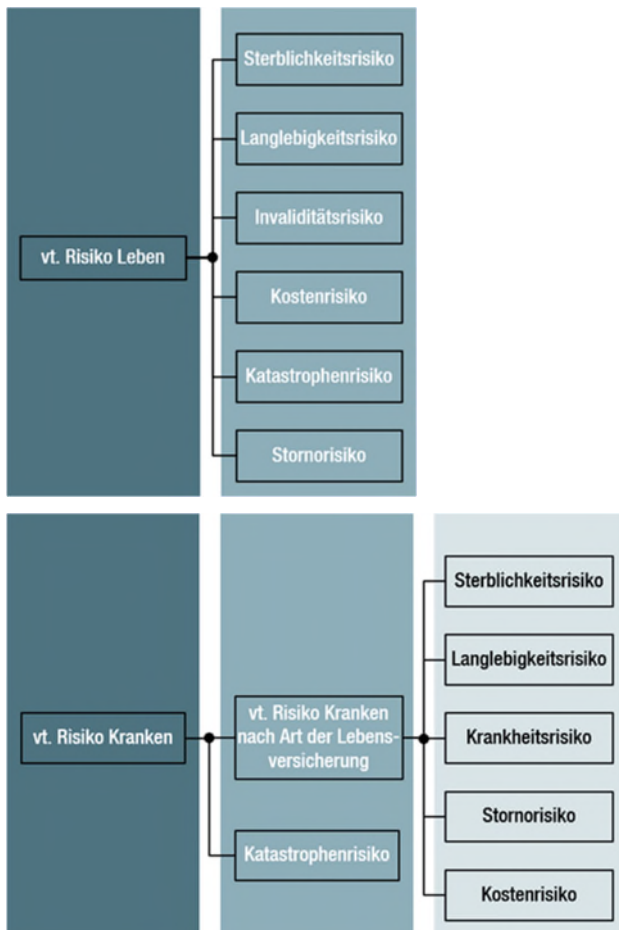 vt. Risiko Leben
Sterblichkeitsrisiko
Langlebigkeitsrisiko
Invaliditätsrisiko
Kostenrisiko
Katastrophenrisiko
Stornorisiko
vt. Risiko Kranken
vt. Risiko Kranken
nach Art der Lebens-
versicherung
Katastrophenrisiko
Sterblichkeitsrisiko
Langlebigkeitsrisiko
Krankheitsrisiko
Stornorisiko
Kostenrisiko